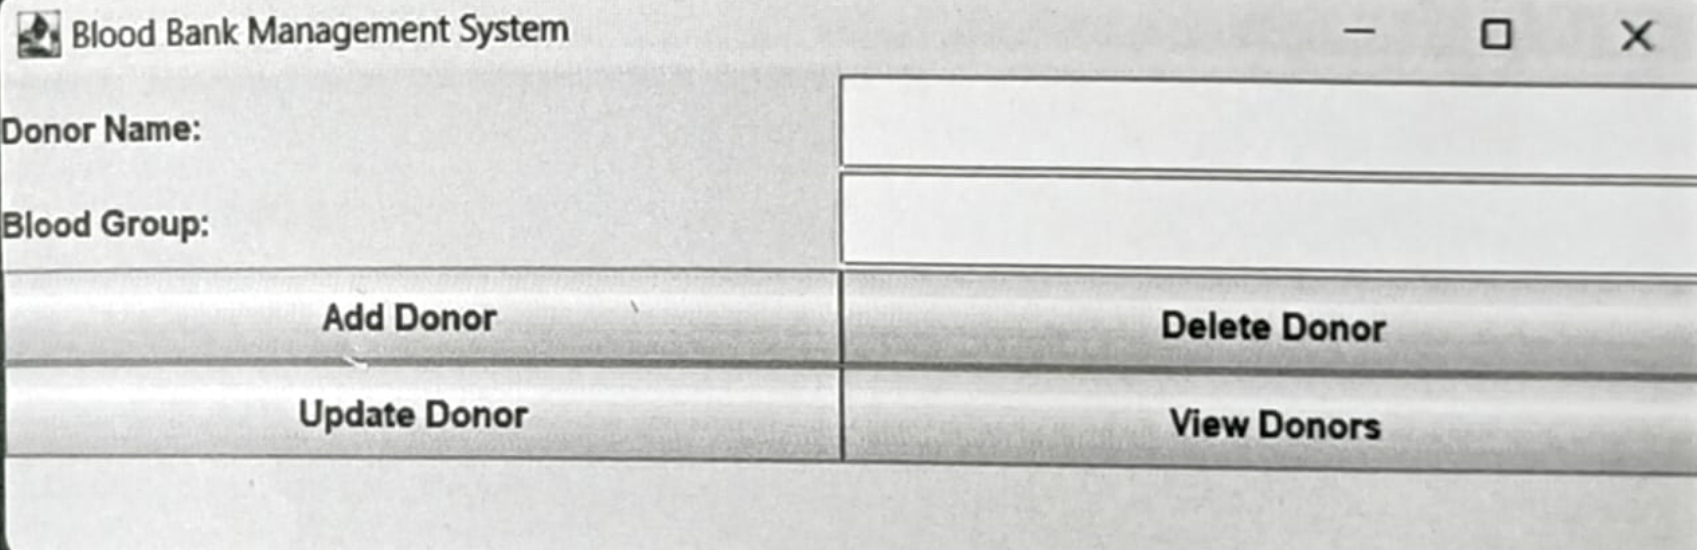 Blood Bank Management System
Donor Name:
Blood Group:
Add Donor
Delete Donor
Update Donor
View Donors